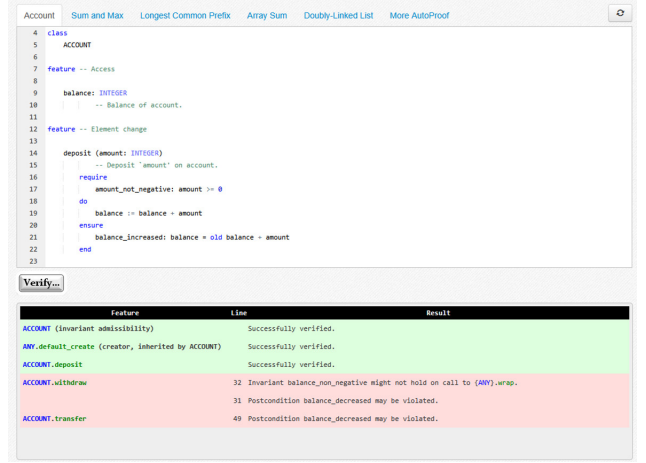 Account Sum and Max Longest Common Prefix Array Sum Doubly-Linked List More AutoProof
4 class
5 ACCOUNT
6
7 feature -- Access
8
9 balance: INTEGER
10 -- Balance of account.
11
12 feature -- Element change
13
14 deposit (amount: INTEGER)
15 -- Deposit `amount' on account.
16 require
17 amount_not_negative: amount >= 0
18 do
19 balance := balance + amount
20 ensure
21 balance_increased: balance = old balance + amount
22 end
23
Verify...
Feature Line Result
ACCOUNT (invariant admissibility) Successfully verified.
ANY.default_create (creator, inherited by ACCOUNT) Successfully verified.
ACCOUNT.deposit Successfully verified.
ACCOUNT.withdraw 32 Invariant balance_non_negative might not hold on call to {ANY}.wrap.
31 Postcondition balance_decreased may be violated.
ACCOUNT.transfer 49 Postcondition balance_decreased may be violated.